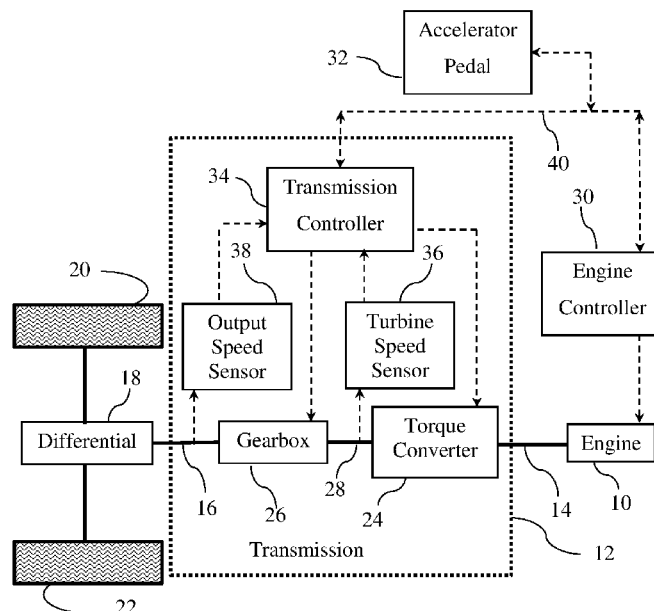 32
Accelerator
Pedal
40
34
Transmission
Controller
30
Engine
Controller
20
38
36
Output
Speed
Sensor
Turbine
Speed
Sensor
18
Differential
Gearbox
Torque
Converter
Engine
16
26
28
24
14
10
12
Transmission
22